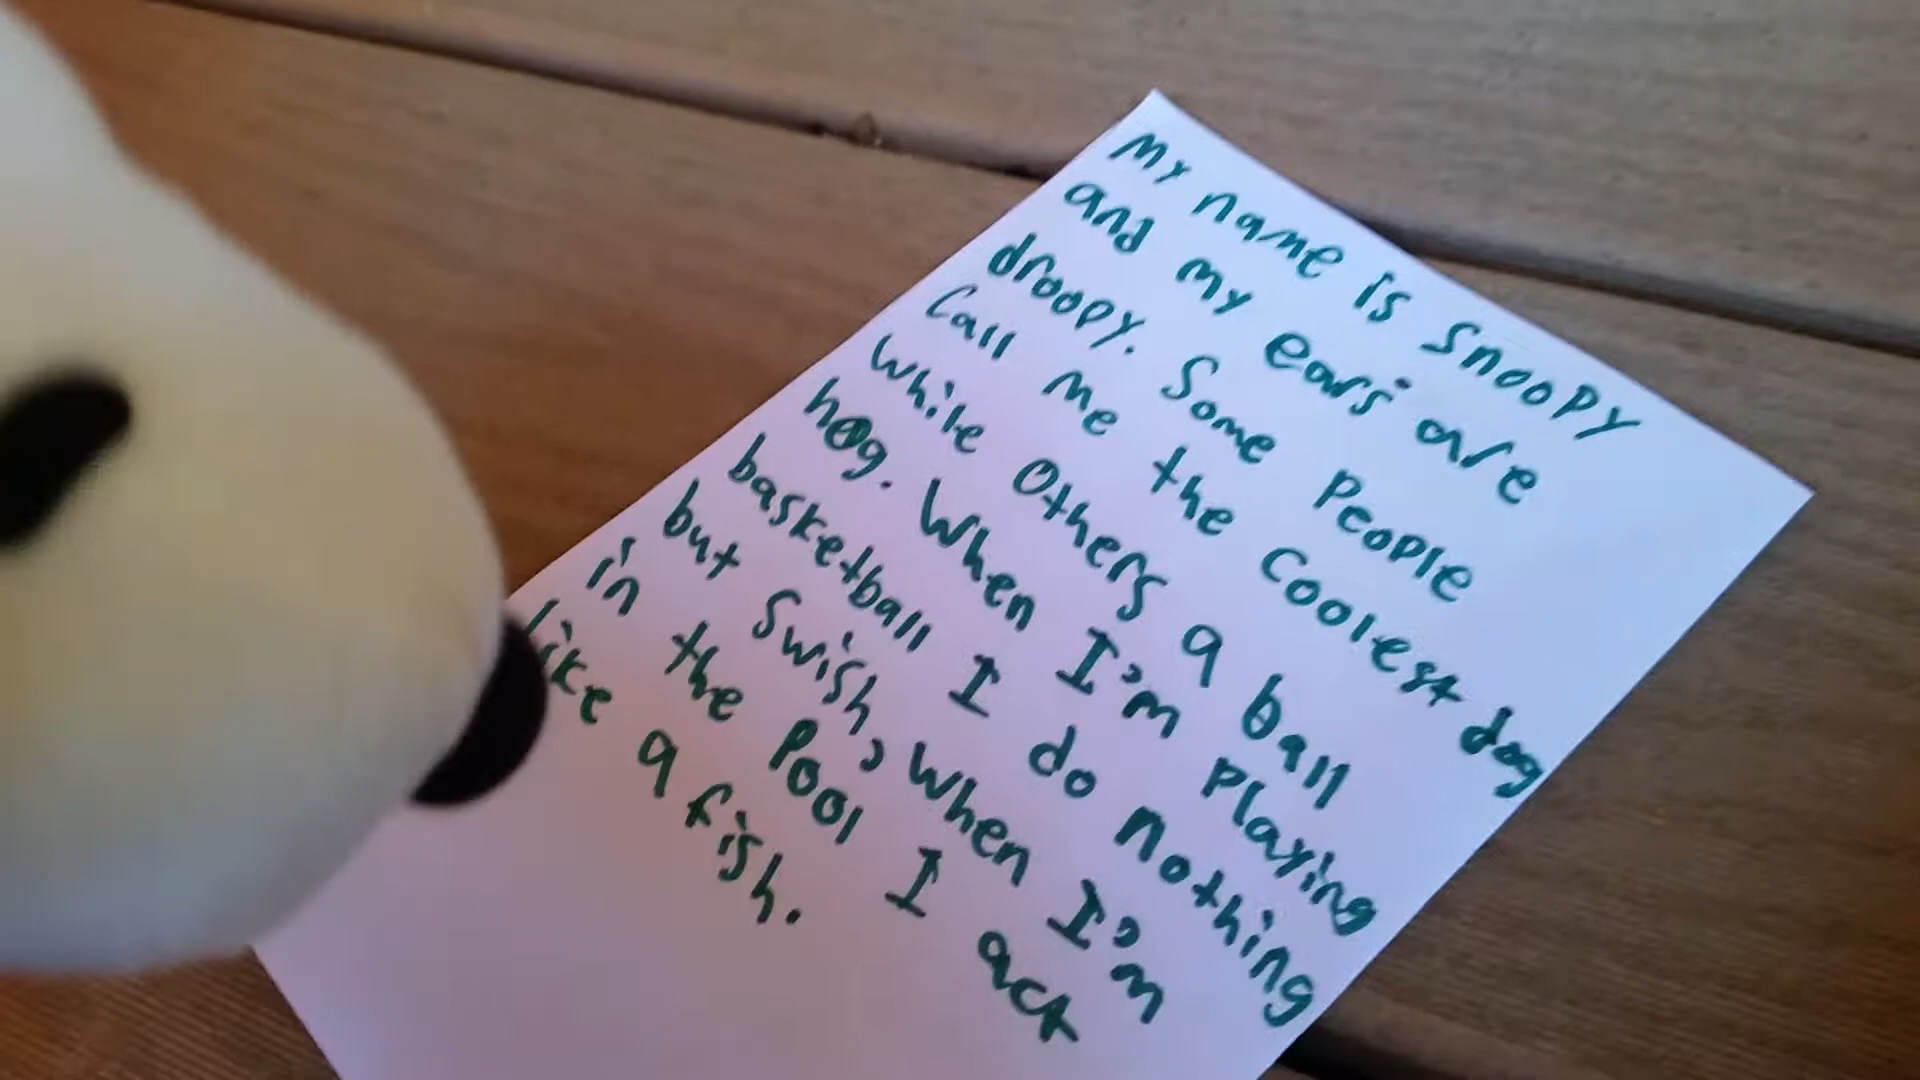 My name is Snoopy
and my ears are
droopy. Some People
Call me the Coolest dog
while Others a ball
hog. When I'm Playing
basketball I do nothing
but Swish, When I'm
in the Pool I act
like a fish.